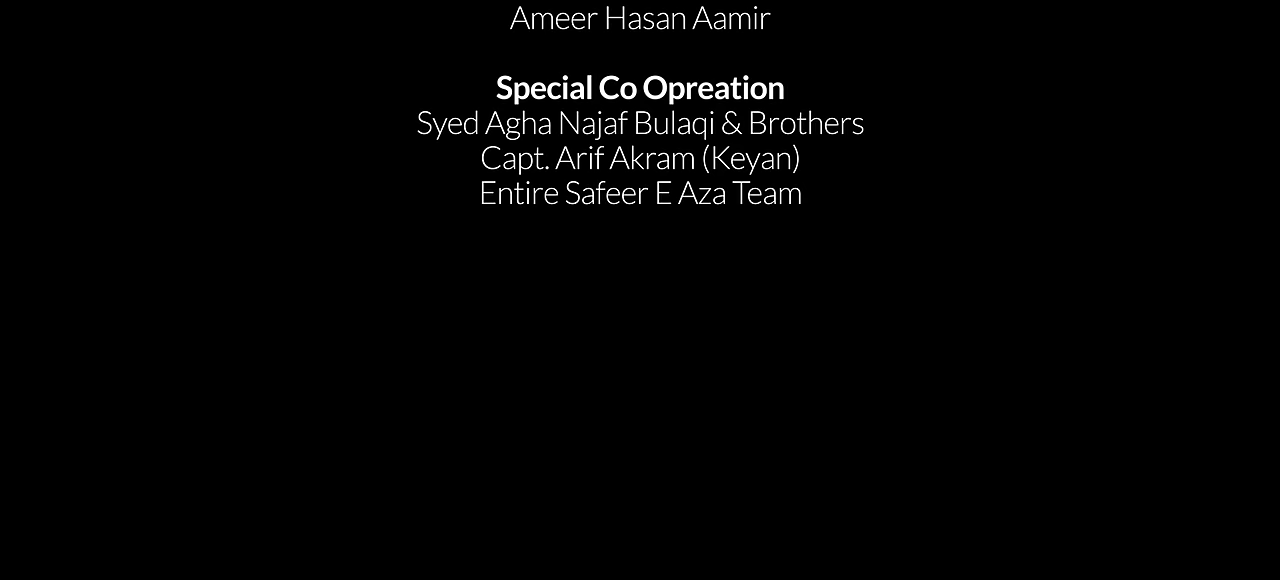 Ameer Hasan Aamir
Special Co Opreation
Syed Agha Najaf Bulaqi & Brothers
Capt. Arif Akram (Keyan)
Entire Safeer E Aza Team